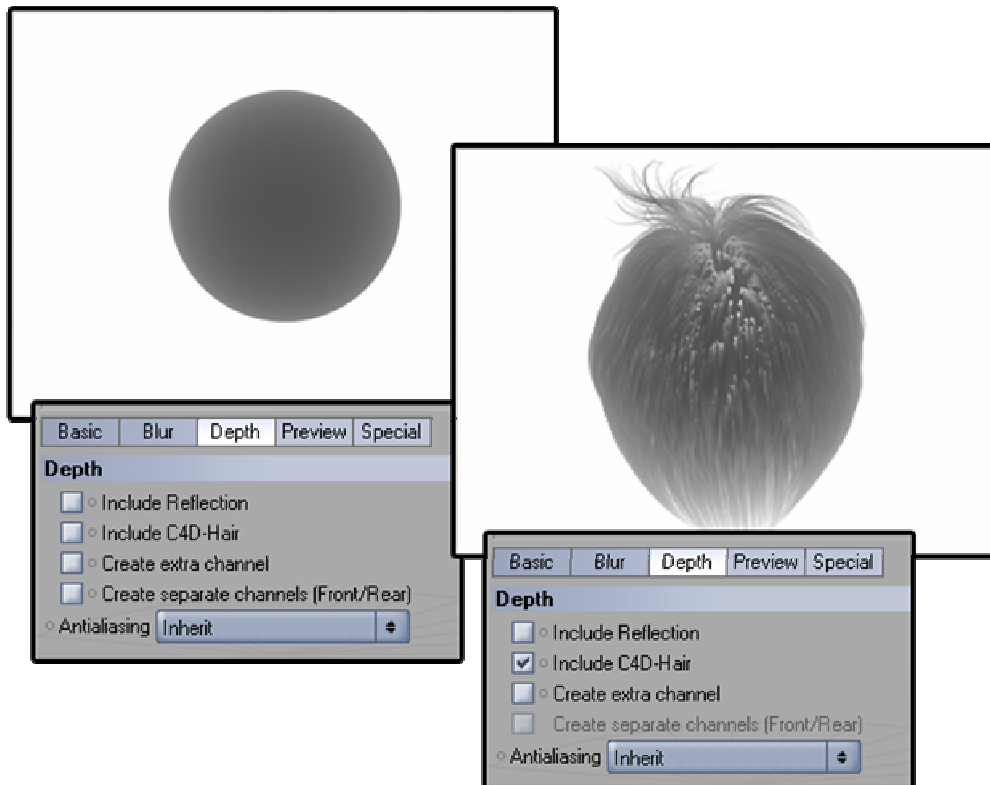 Basic Blur Depth Preview Special
Depth
Include Reflection
Include C4D-Hair
Create extra channel
Create separate channels (Front/Rear)
Antialiasing Inherit
Basic Blur Depth Preview Special
Depth
Include Reflection
Include C4D-Hair
Create extra channel
Create separate channels (Front/Rear)
Antialiasing Inherit